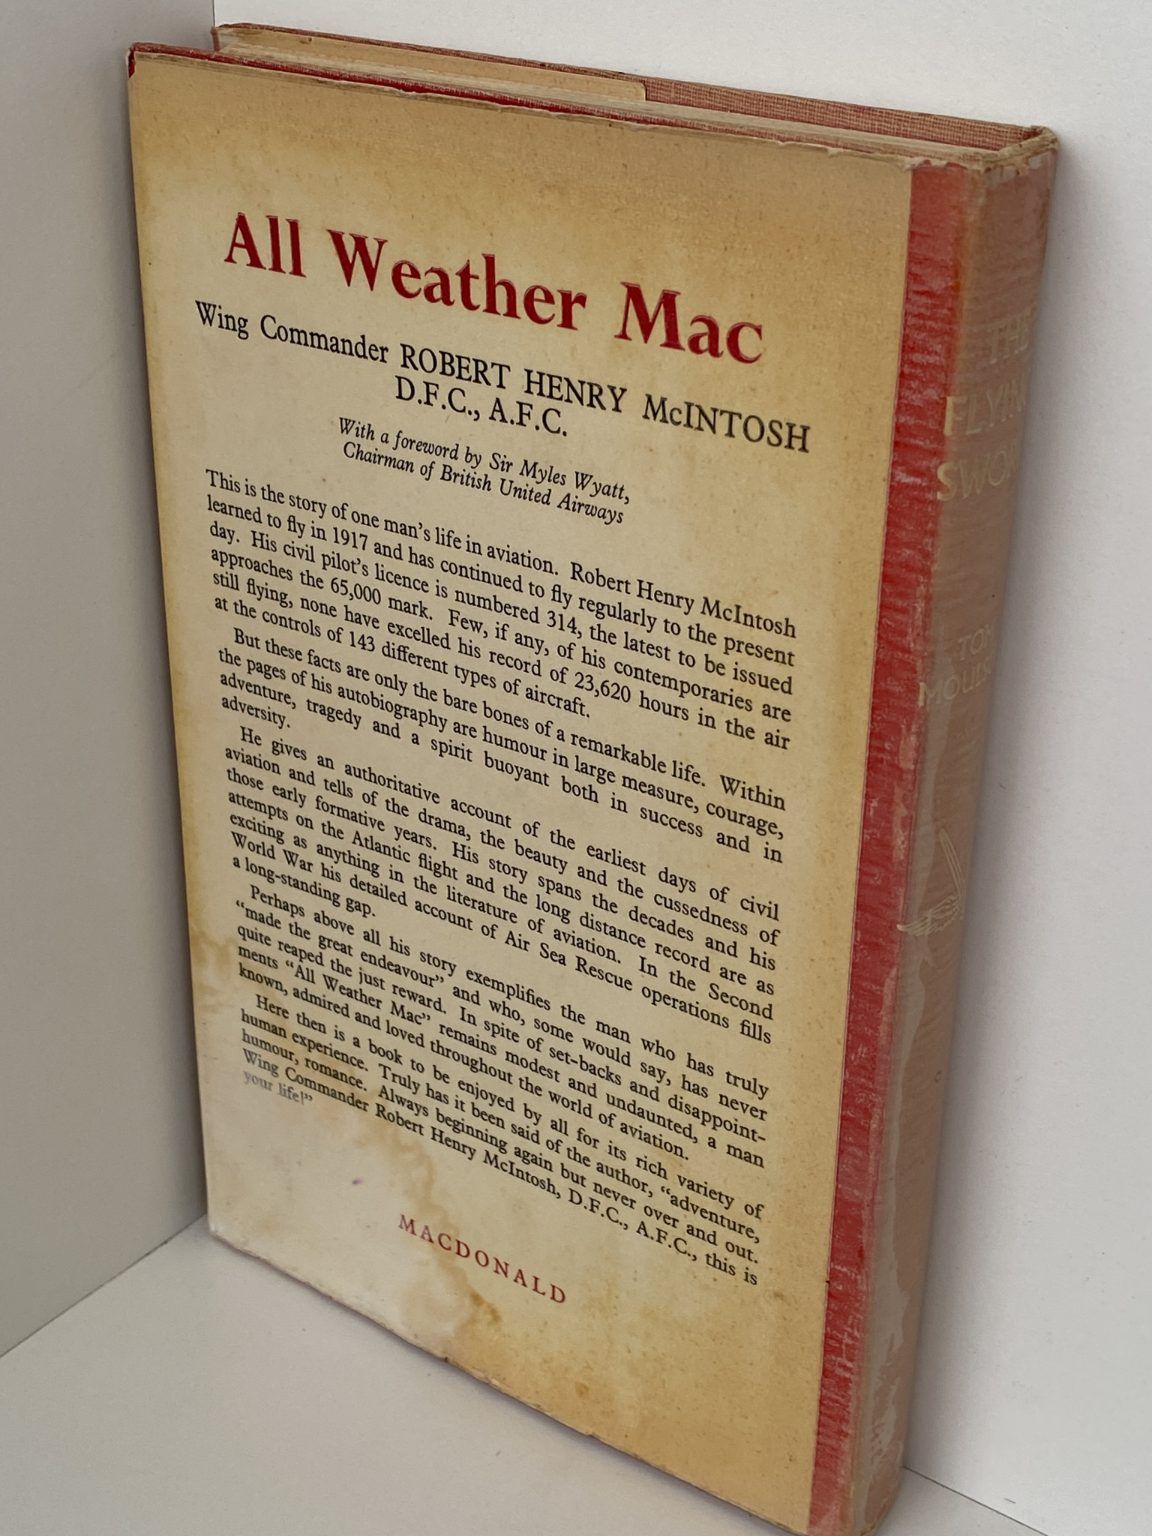 All Weather Mac
Wing Commander ROBERT HENRY McINTOSH
D.F.C., A.F.C.
With a foreword by Sir Myles Wyatt,
Chairman of British United Airways
This is the story of one man's life in aviation. Robert Henry McIntosh
learned to fly in 1917 and has continued to fly regularly to the present
day. His civil pilot's licence is numbered 314, the latest to be issued
approaches the 65,000 mark. Few, if any, of his contemporaries are
still flying, none have excelled his record of 23,620 hours in the air
at the controls of 143 different types of aircraft.
But these facts are only the bare bones of a remarkable life. Within
the pages of his autobiography are humour in large measure, courage,
adventure, tragedy and a spirit buoyant both in success and in
adversity.
He gives an authoritative account of the earliest days of civil
aviation and tells of the drama, the beauty and the cussedness of
those early formative years. His story spans the decades and his
attempts on the Atlantic flight and the long distance record are as
exciting as anything in the literature of aviation. In the Second
World War his detailed account of Air Sea Rescue operations fills
a long-standing gap.
Perhaps above all his story exemplifies the man who has truly
"made the great endeavour" and who, some would say, has never
quite reaped the just reward. In spite of set-backs and disappoint-
ments "All Weather Mac" remains modest and undaunted, a man
known, admired and loved throughout the world of aviation.
Here then is a book to be enjoyed by all for its rich variety of
human experience. Truly has it been said of the author, "adventure,
humour, romance. Always beginning again but never over and out.
Wing Commander Robert Henry McIntosh, D.F.C., A.F.C., this is
your life!"
MACDONALD
THE